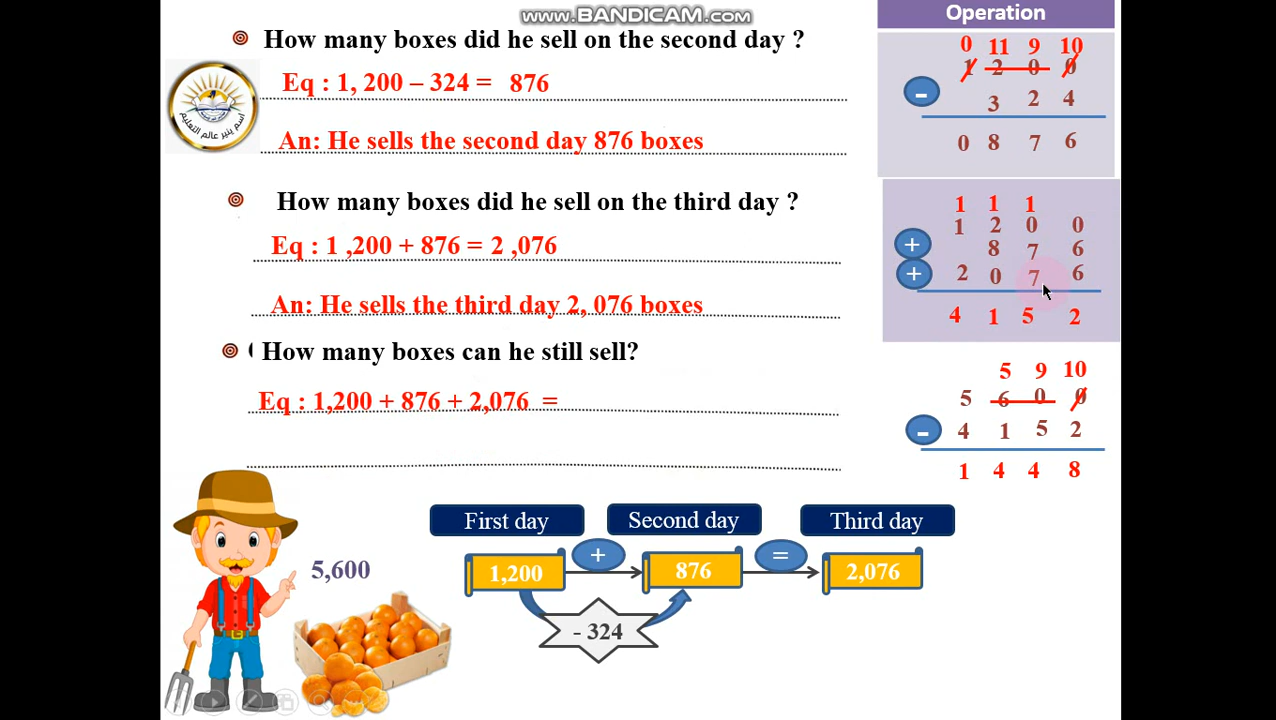 www.BANDICAM.com
Operation
How many boxes did he sell on the second day ?
Eq : 1, 200 – 324 = 876
An: He sells the second day 876 boxes
اسم ينير عالم التعليم
0 11 9 10
1 2 0 0
- 3 2 4
0 8 7 6
How many boxes did he sell on the third day ?
Eq : 1 ,200 + 876 = 2 ,076
An: He sells the third day 2, 076 boxes
1 1 1
1 2 0 0
+ 8 7 6
+ 2 0 7 6
4 1 5 2
How many boxes can he still sell?
Eq : 1,200 + 876 + 2,076 =
5 9 10
5 6 0 0
- 4 1 5 2
1 4 4 8
First day
Second day
Third day
5,600
1,200 + 876 = 2,076
- 324